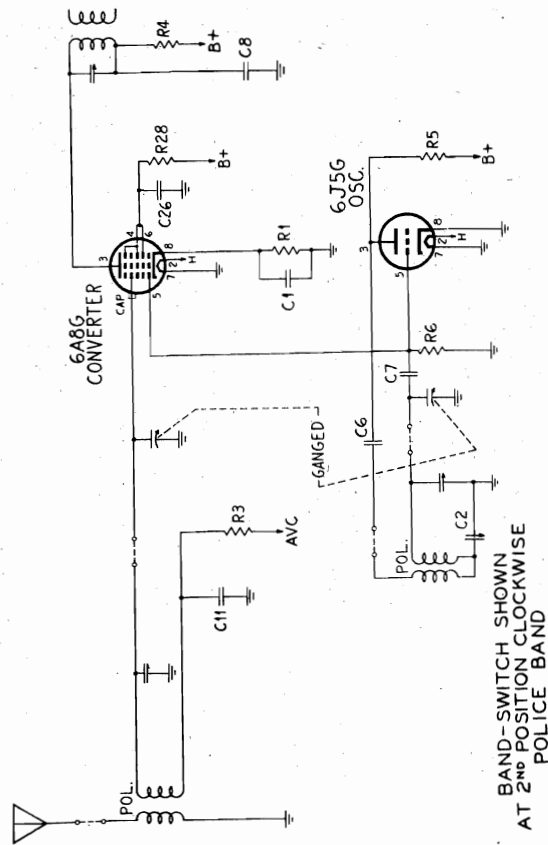 6A8G
CONVERTER
CAP
3
4
6
5
7
2
8
H
R4
B+
C8
R28
B+
C26
R1
C1
6J5G
OSC.
3
5
7
2
8
H
R5
B+
R6
C7
C6
GANGED
POL.
R3
AVC
C11
POL.
C2
BAND-SWITCH SHOWN
AT 2ND POSITION CLOCKWISE
POLICE BAND